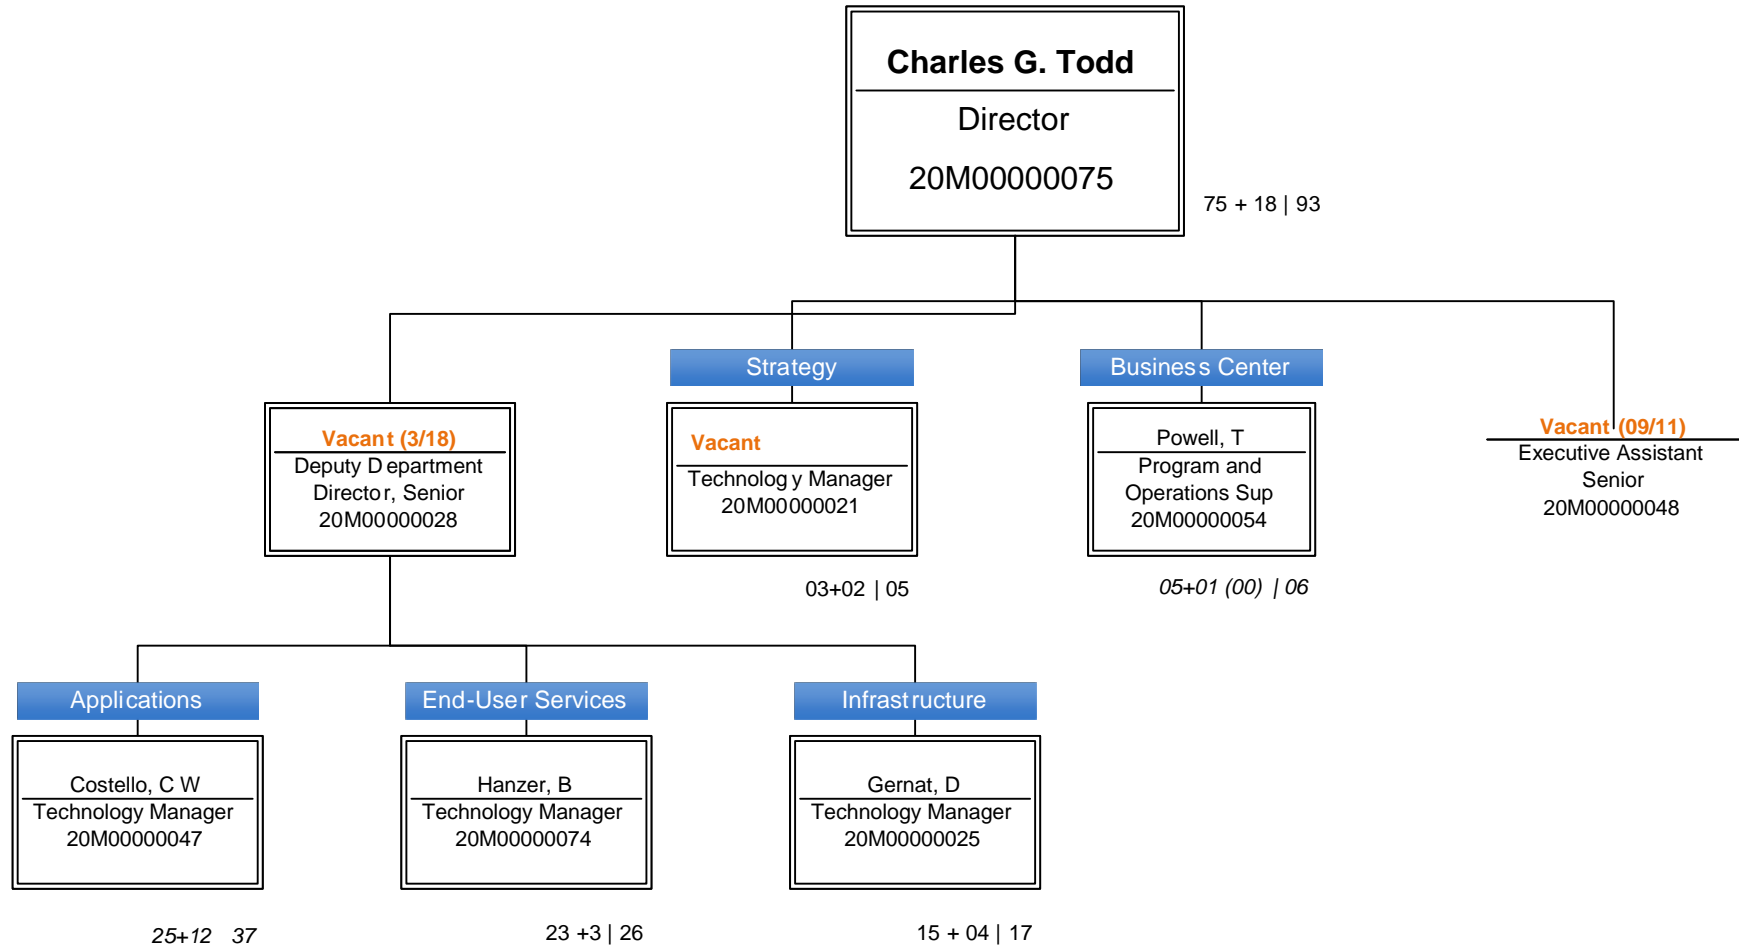 Charles G. Todd
Director
20M00000075
75 + 18 | 93
Strategy
Business Center
Vacant (3/18)
Deputy Department
Director, Senior
20M00000028
Vacant
Technology Manager
20M00000021
03+02 | 05
Powell, T
Program and
Operations Sup
20M00000054
05+01 (00) | 06
Vacant (09/11)
Executive Assistant
Senior
20M00000048
Applications
Costello, C W
Technology Manager
20M00000047
25+12 37
End-User Services
Hanzer, B
Technology Manager
20M00000074
23 +3 | 26
Infrastructure
Gernat, D
Technology Manager
20M00000025
15 + 04 | 17